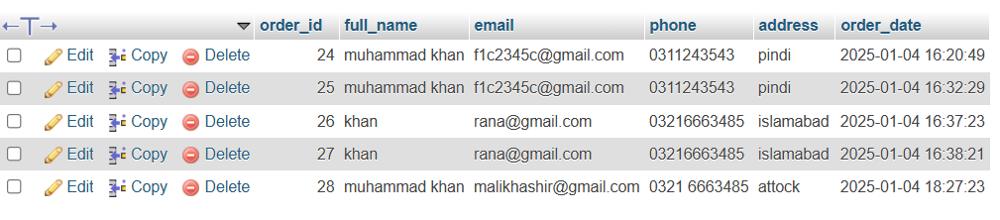 order_id full_name email phone address order_date
Edit Copy Delete 24 muhammad khan f1c2345c@gmail.com 0311243543 pindi 2025-01-04 16:20:49
Edit Copy Delete 25 muhammad khan f1c2345c@gmail.com 0311243543 pindi 2025-01-04 16:32:29
Edit Copy Delete 26 khan rana@gmail.com 03216663485 islamabad 2025-01-04 16:37:23
Edit Copy Delete 27 khan rana@gmail.com 03216663485 islamabad 2025-01-04 16:38:21
Edit Copy Delete 28 muhammad khan malikhashir@gmail.com 0321 6663485 attock 2025-01-04 18:27:23